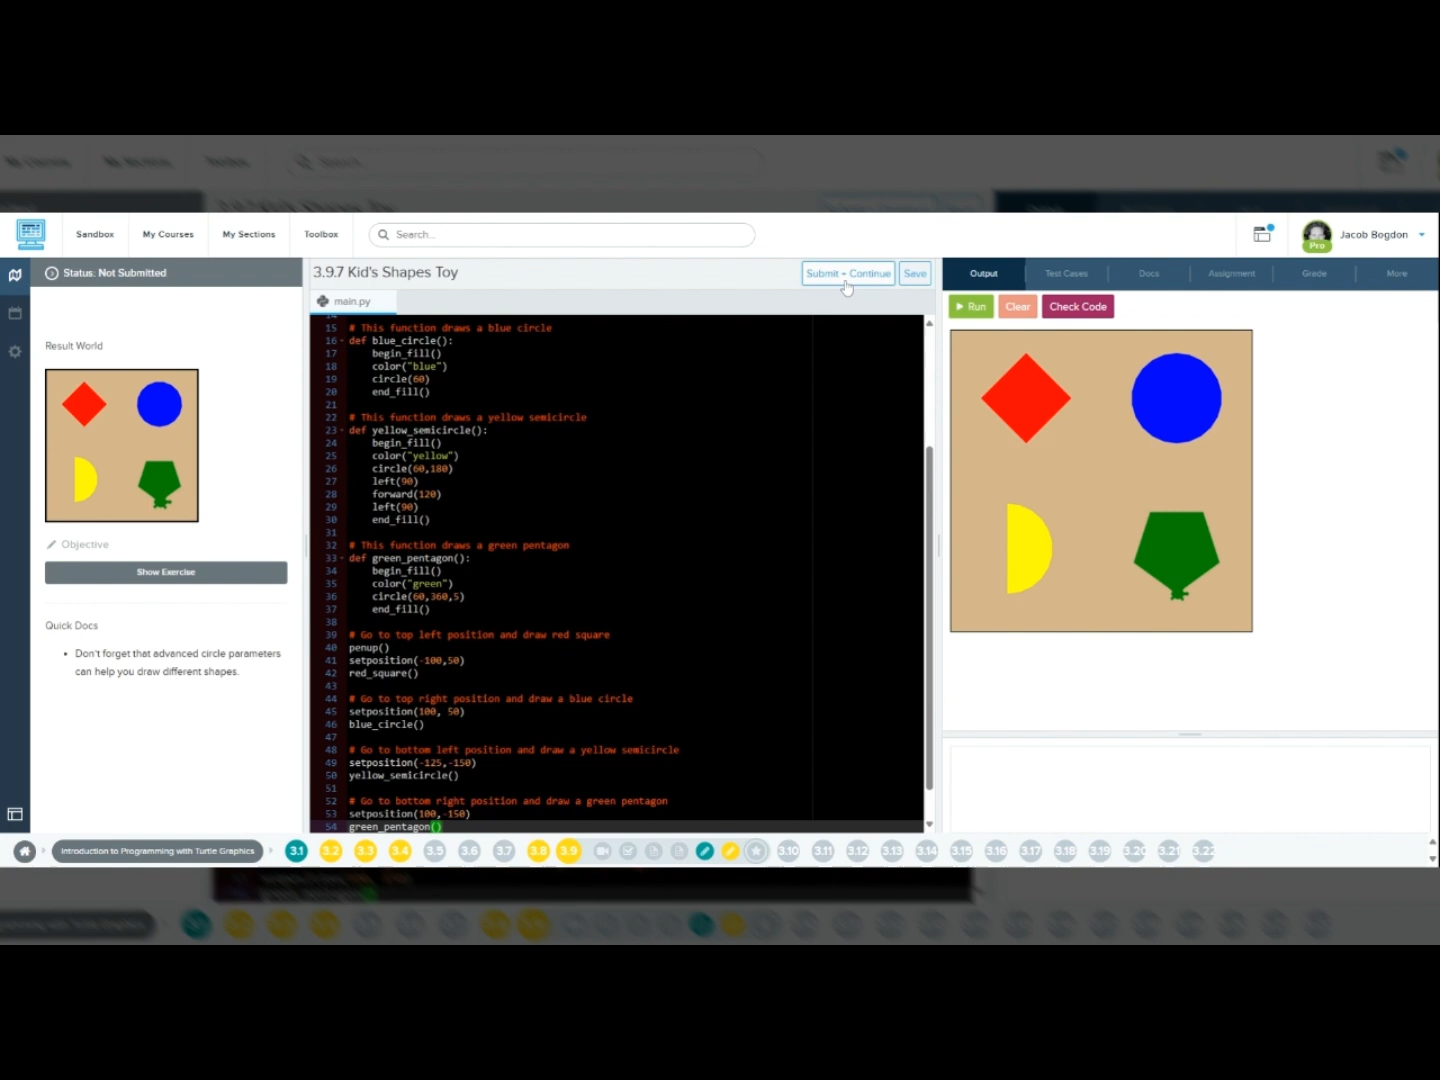 Sandbox
My Courses
My Sections
Toolbox
Search...
Pro
Jacob Bogdon
Status: Not Submitted
3.9.7 Kid's Shapes Toy
Submit + Continue
Save
Output
Test Cases
Docs
Assignment
Grade
More
main.py
Run
Clear
Check Code
Result World
Objective
Show Exercise
Quick Docs
Don't forget that advanced circle parameters
can help you draw different shapes.
14
15 # This function draws a blue circle
16 def blue_circle():
17 begin_fill()
18 color("blue")
19 circle(60)
20 end_fill()
21
22 # This function draws a yellow semicircle
23 def yellow_semicircle():
24 begin_fill()
25 color("yellow")
26 circle(60,180)
27 left(90)
28 forward(120)
29 left(90)
30 end_fill()
31
32 # This function draws a green pentagon
33 def green_pentagon():
34 begin_fill()
35 color("green")
36 circle(60,360,5)
37 end_fill()
38
39 # Go to top left position and draw red square
40 penup()
41 setposition(-100,50)
42 red_square()
43
44 # Go to top right position and draw a blue circle
45 setposition(100, 50)
46 blue_circle()
47
48 # Go to bottom left position and draw a yellow semicircle
49 setposition(-125,-150)
50 yellow_semicircle()
51
52 # Go to bottom right position and draw a green pentagon
53 setposition(100,-150)
54 green_pentagon()
Introduction to Programming with Turtle Graphics
3.1 3.2 3.3 3.4 3.5 3.6 3.7 3.8 3.9 3.10 3.11 3.12 3.13 3.14 3.15 3.16 3.17 3.18 3.19 3.20 3.21 3.22